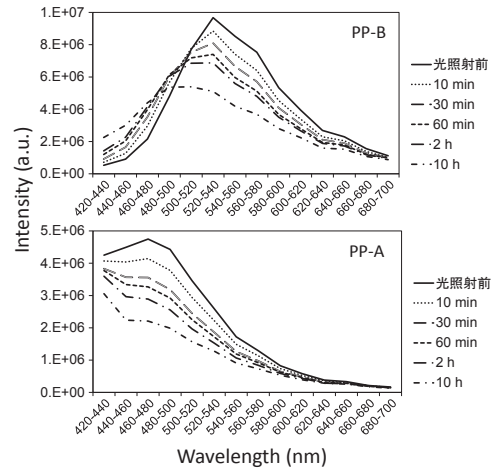 PP-B
1.E+07
8.E+06
6.E+06
4.E+06
2.E+06
0.E+00
420-440
440-460
460-480
480-500
500-520
520-540
540-560
560-580
580-600
600-620
620-640
640-660
660-680
680-700
光照射前
10 min
30 min
60 min
2 h
10 h
Intensity (a.u.)
PP-A
5.E+06
4.E+06
3.E+06
2.E+06
1.E+06
0.E+00
420-440
440-460
460-480
480-500
500-520
520-540
540-560
560-580
580-600
600-620
620-640
640-660
660-680
680-700
光照射前
10 min
30 min
60 min
2 h
10 h
Wavelength (nm)